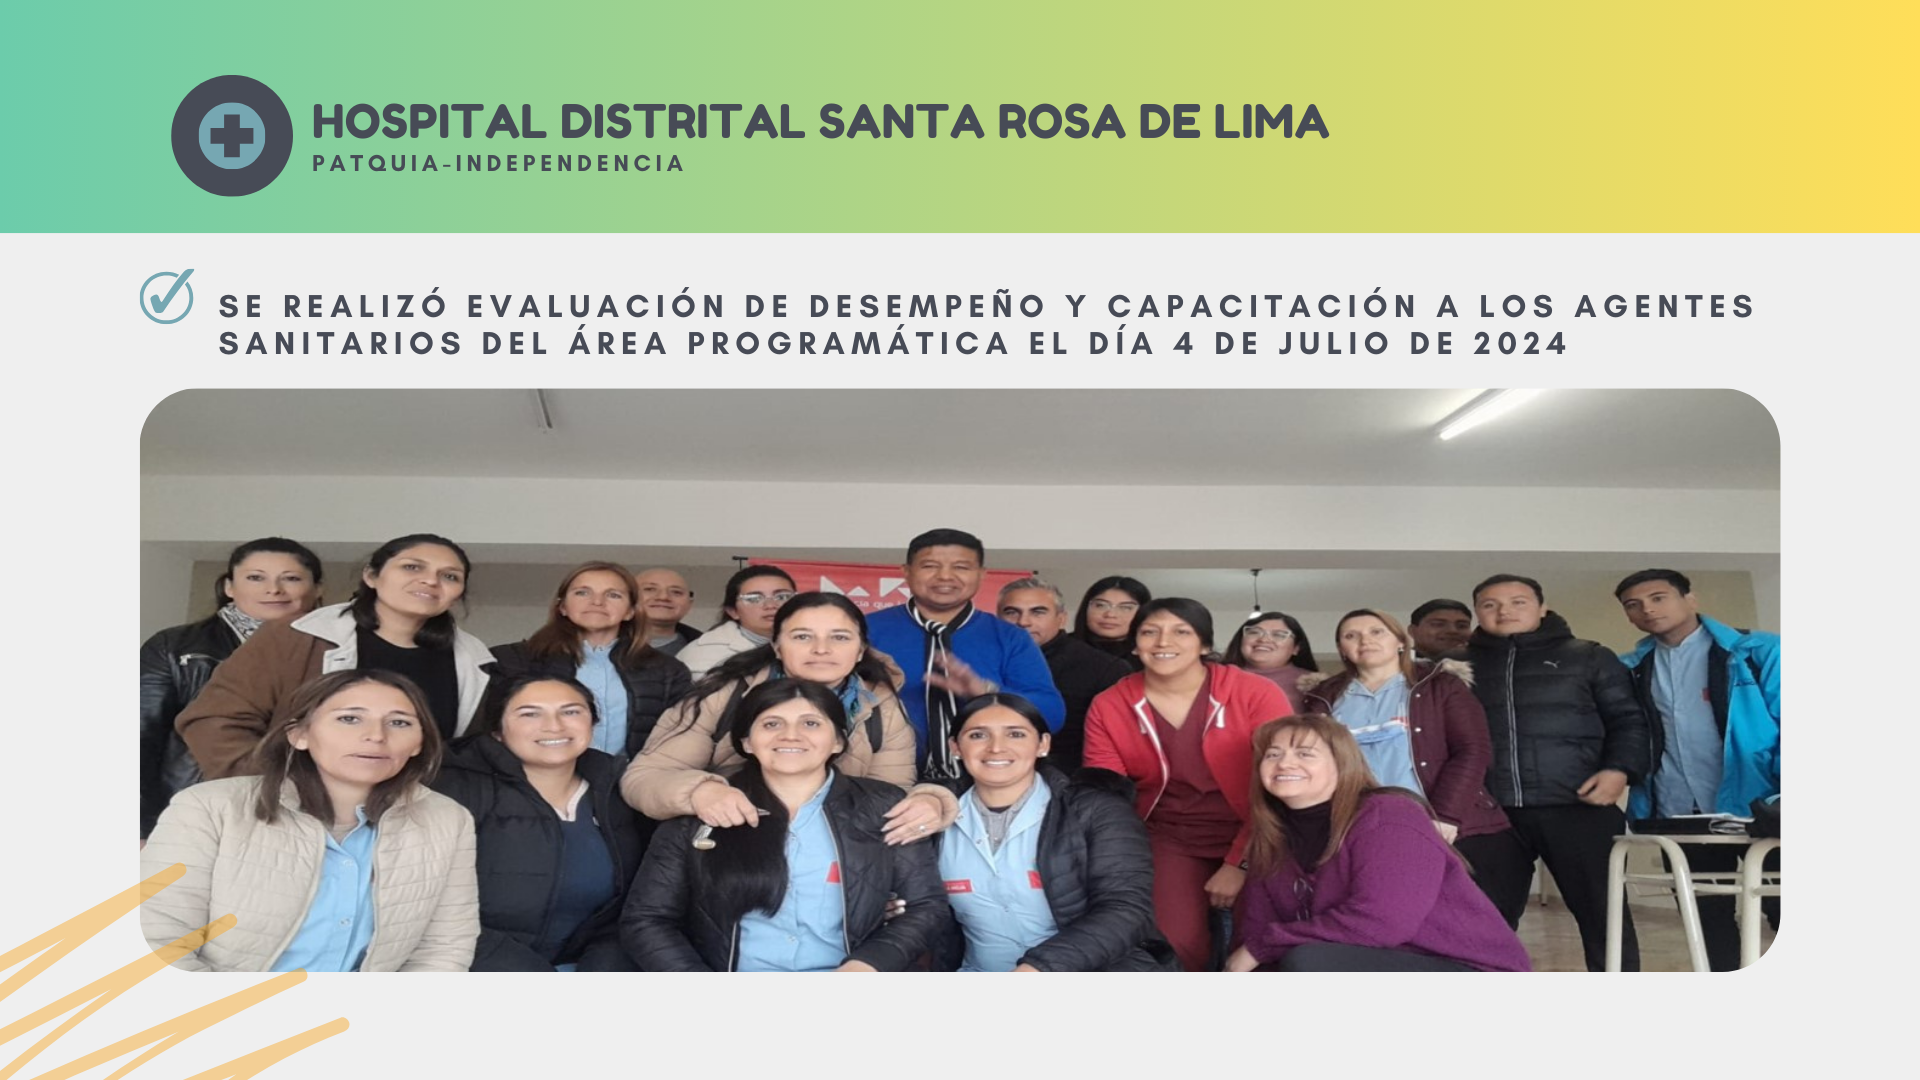 HOSPITAL DISTRITAL SANTA ROSA DE LIMA
PATQUIA-INDEPENDENCIA
SE REALIZÓ EVALUACIÓN DE DESEMPEÑO Y CAPACITACIÓN A LOS AGENTES
SANITARIOS DEL ÁREA PROGRAMÁTICA EL DÍA 4 DE JULIO DE 2024
que